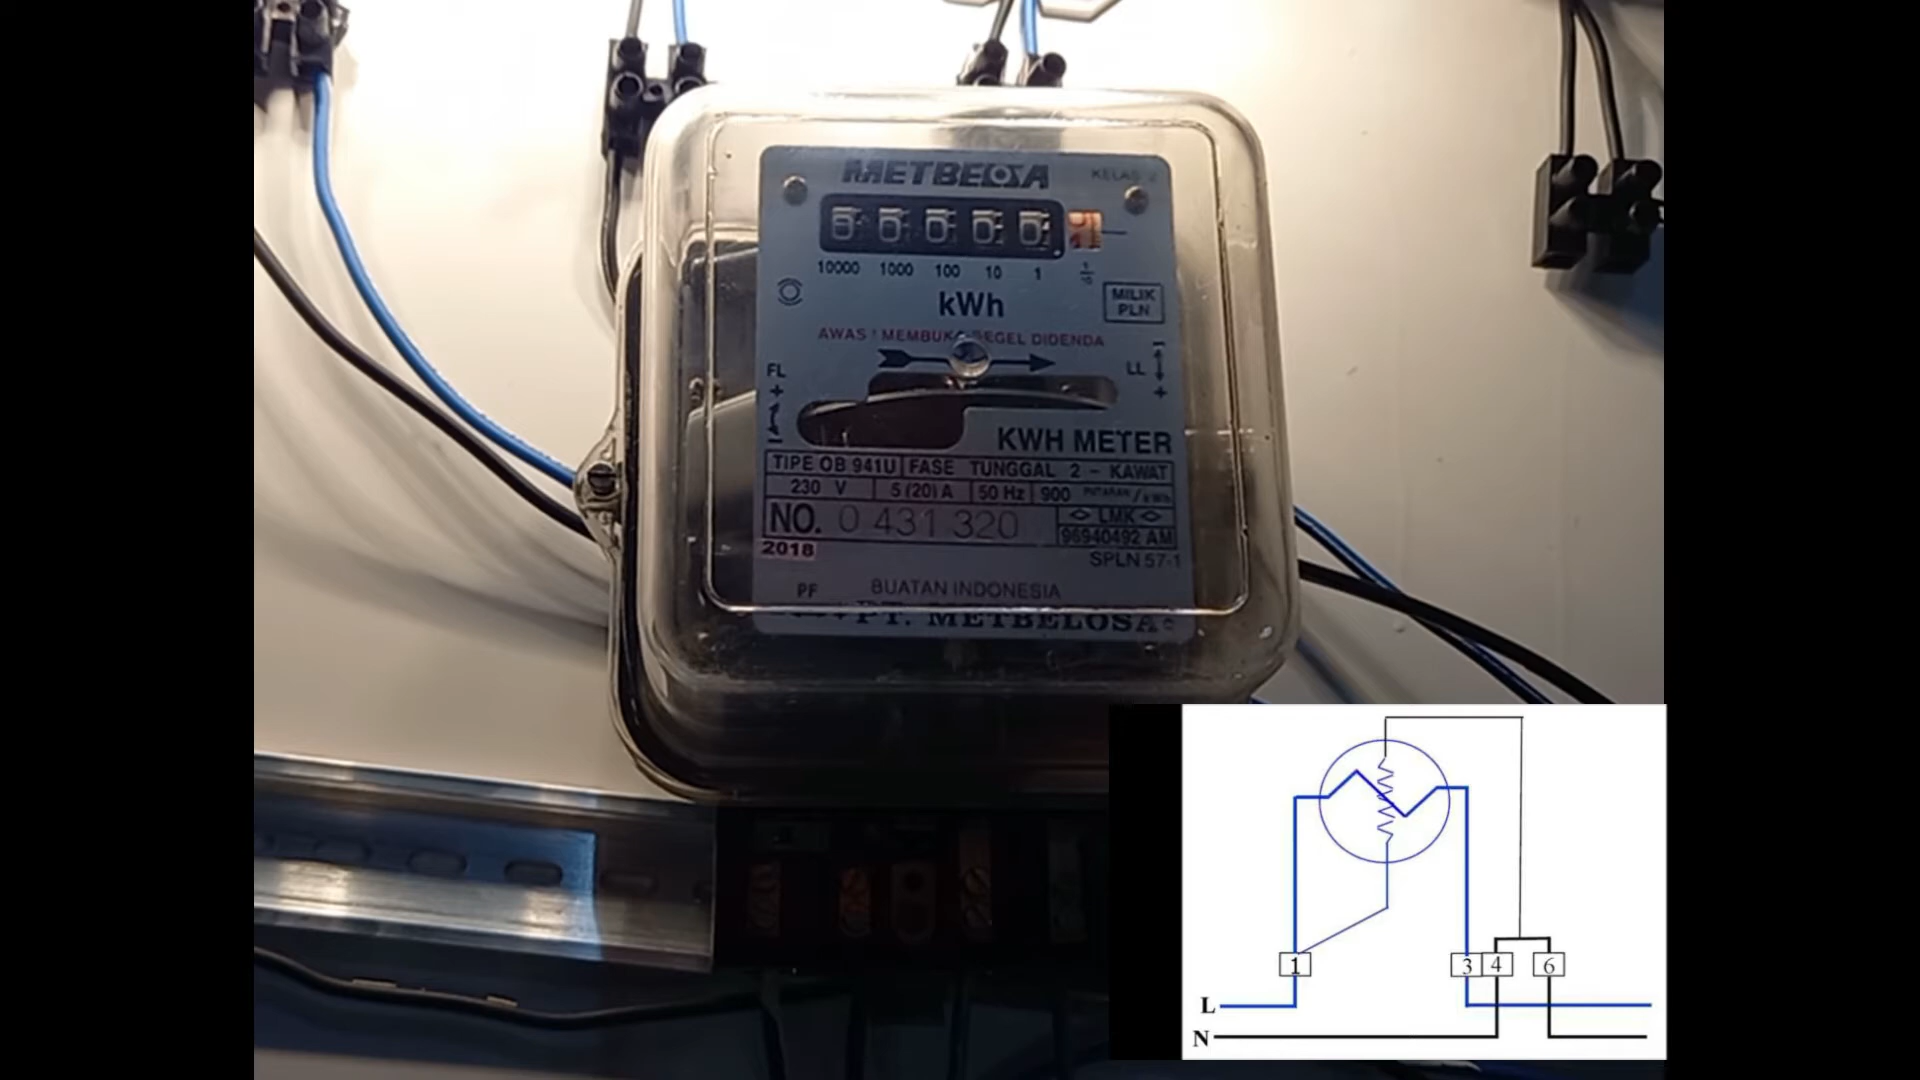 METBELOSA KELAS 2
0 0 0 0 0
10000 1000 100 10 1 1/10
kWh
MILIK
PLN
AWAS ! MEMBUKA SEGEL DIDENDA
FL
+
-
LL
-
+
KWH METER
TIPE OB 941U FASE TUNGGAL 2 - KAWAT
230 V 5 (20) A 50 Hz 900 PUTARAN / kWh
NO. 0 431 320
LMK
96940492 AM
2018
SPLN 57-1
PF BUATAN INDONESIA
PT. METBELOSA
1 3 4 6
L
N